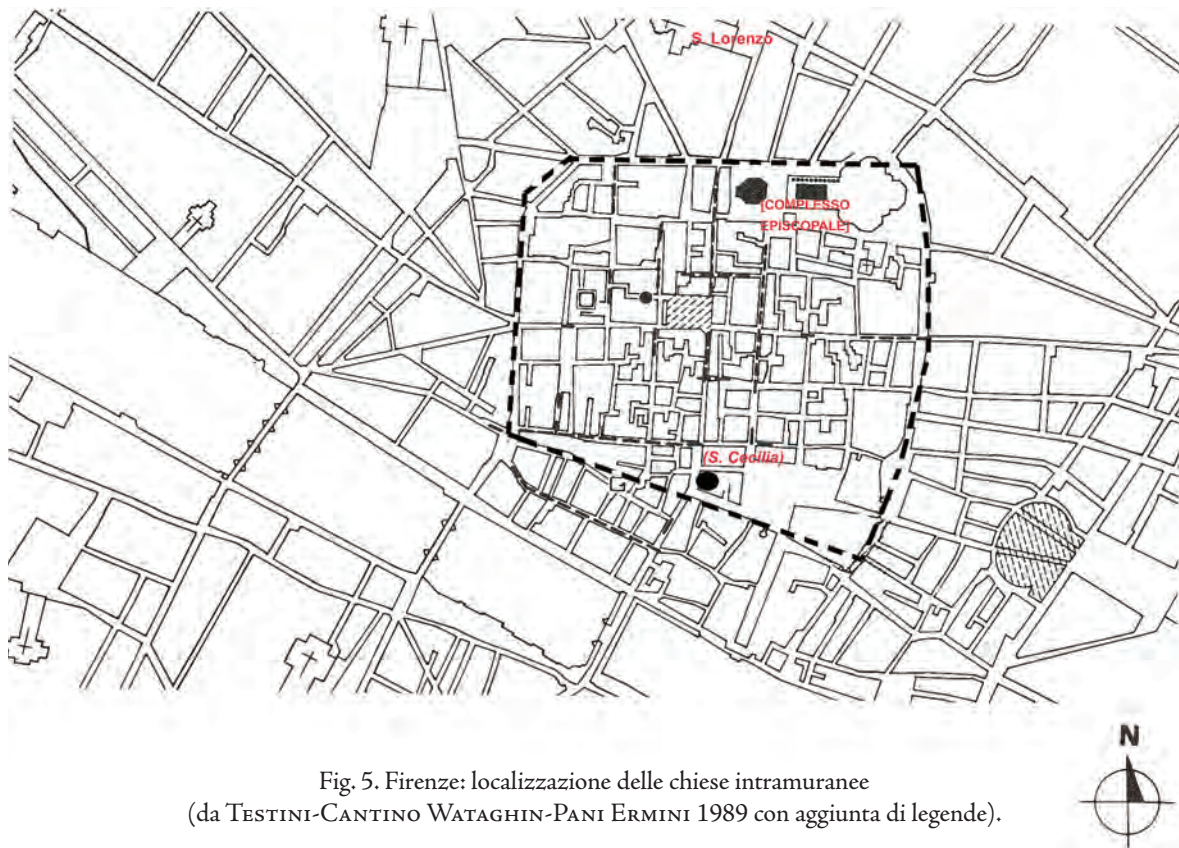 S. Lorenzo
[COMPLESSO
EPISCOPALE]
(S. Cecilia)
N
Fig. 5. Firenze: localizzazione delle chiese intramuranee
(da Testini-Cantino Wataghin-Pani Ermini 1989 con aggiunta di legende).